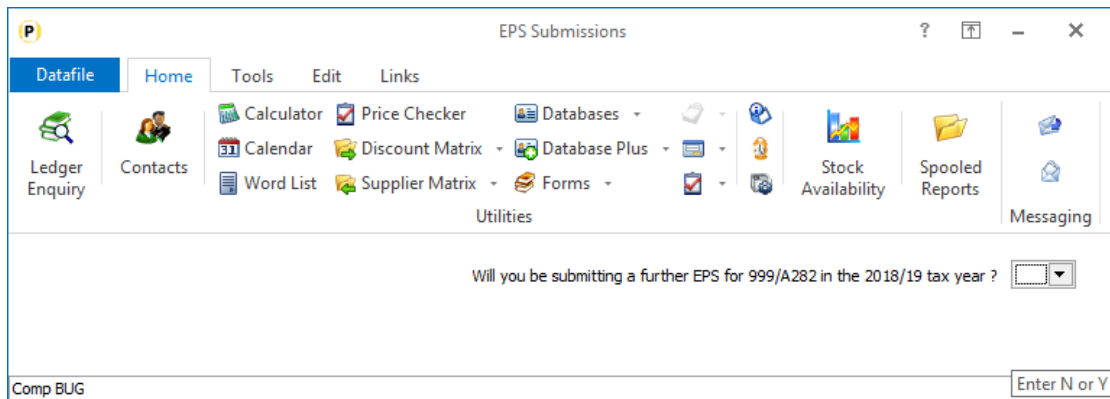 P
EPS Submissions
?
Datafile Home Tools Edit Links
Calculator Price Checker Databases
31 Calendar Discount Matrix Database Plus
Word List Supplier Matrix Forms
Ledger
Enquiry
Contacts
Stock
Availability
Spooled
Reports
Utilities
Messaging
Will you be submitting a further EPS for 999/A282 in the 2018/19 tax year ?
Comp BUG
Enter N or Y